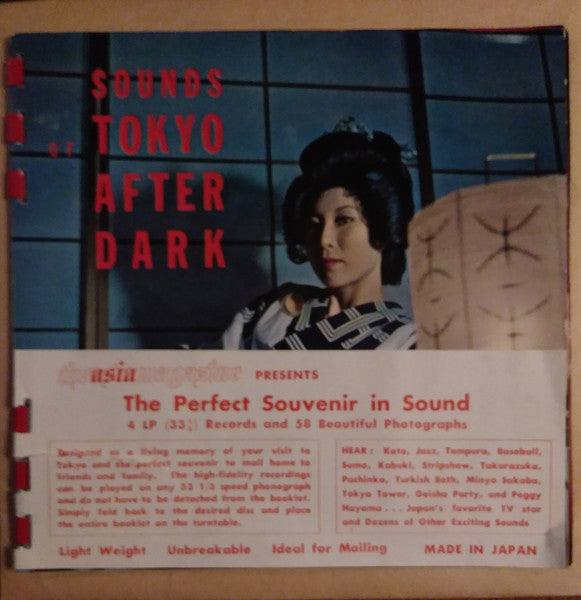 SOUNDS
OF TOKYO
AFTER
DARK
the asia magazine PRESENTS
The Perfect Souvenir in Sound
4 LP (33⅓) Records and 58 Beautiful Photographs
Designed as a living memory of your visit to
Tokyo and the perfect souvenir to mail home to
friends and family. The high-fidelity recordings
can be played on any 33 1/3 speed phonograph
and do not have to be detached from the booklet.
Simply fold back to the desired disc and place
the entire booklet on the turntable.
HEAR: Koto, Jazz, Tempura, Baseball,
Sumo, Kabuki, Stripshow, Takarazuka,
Pachinko, Turkish Bath, Minyo Sakaba,
Tokyo Tower, Geisha Party, and Peggy
Hayama...Japan's favorite TV star
and Dozens of Other Exciting Sounds
Light Weight Unbreakable Ideal for Mailing MADE IN JAPAN